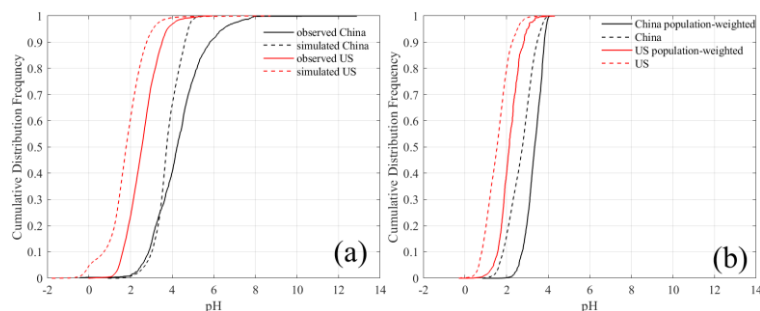 1
0.9
0.8
0.7
0.6
0.5
0.4
0.3
0.2
0.1
0
Cumulative Distribution Frequncy
-2 0 2 4 6 8 10 12 14
pH
observed China
simulated China
observed US
simulated US
(a)
1
0.9
0.8
0.7
0.6
0.5
0.4
0.3
0.2
0.1
0
Cumulative Distribution Frequency
-2 0 2 4 6 8 10 12 14
pH
China population-weighted
China
US population-weighted
US
(b)